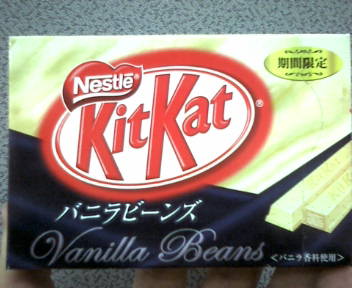 期間限定
Nestlé
KitKat®
バニラビーンズ
Vanilla Beans
＜バニラ香料使用＞